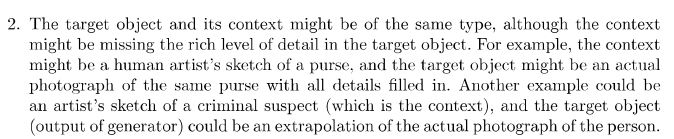 2. The target object and its context might be of the same type, although the context
might be missing the rich level of detail in the target object. For example, the context
might be a human artist's sketch of a purse, and the target object might be an actual
photograph of the same purse with all details filled in. Another example could be
an artist's sketch of a criminal suspect (which is the context), and the target object
(output of generator) could be an extrapolation of the actual photograph of the person.